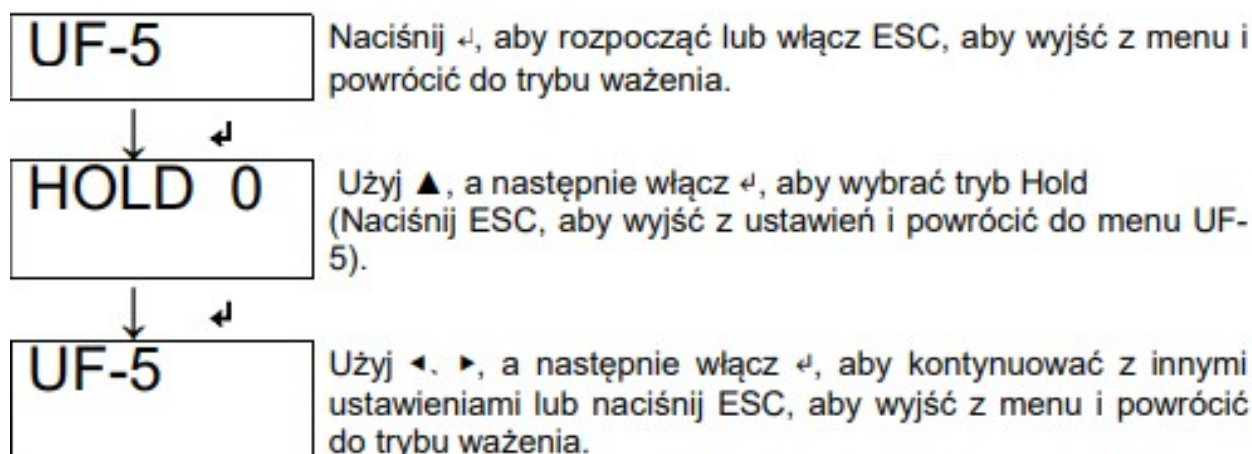 UF-5
Naciśnij ↵, aby rozpocząć lub włącz ESC, aby wyjść z menu i
powrócić do trybu ważenia.
↓ ↵
HOLD 0
Użyj ▲, a następnie włącz ↵, aby wybrać tryb Hold
(Naciśnij ESC, aby wyjść z ustawień i powrócić do menu UF-
5).
↓ ↵
UF-5
Użyj ◄、►, a następnie włącz ↵, aby kontynuować z innymi
ustawieniami lub naciśnij ESC, aby wyjść z menu i powrócić
do trybu ważenia.